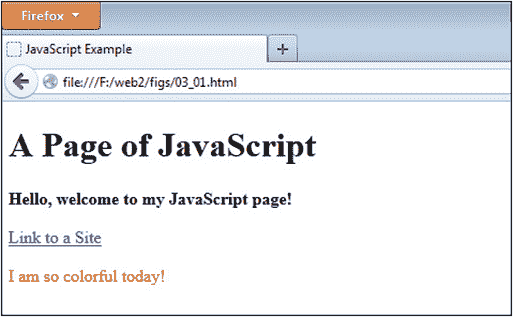 Firefox
JavaScript Example
file:///F:/web2/figs/03_01.html
A Page of JavaScript
Hello, welcome to my JavaScript page!
Link to a Site
I am so colorful today!